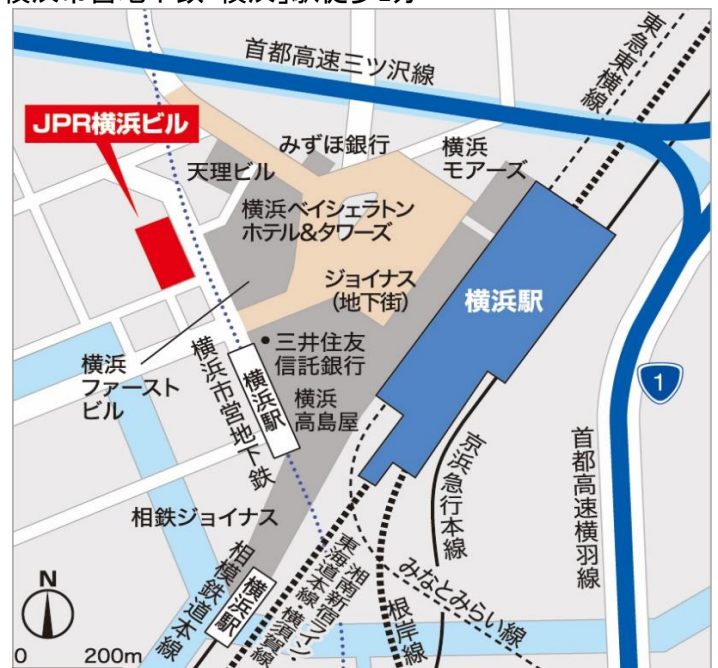 首都高速三ツ沢線
東急東横線
JPR横浜ビル
みずほ銀行
天理ビル
横浜
モアーズ
横浜ベイシェラトン
ホテル&タワーズ
ジョイナス
(地下街)
横浜駅
三井住友
信託銀行
横浜
ファースト
ビル
横浜市営地下鉄
横浜駅
横浜
高島屋
1
京浜急行本線
首都高速横羽線
相鉄ジョイナス
相模鉄道本線
横浜駅
湘南新宿ライン・横須賀線
東海道本線
みなとみらい線
根岸線
N
0 200m